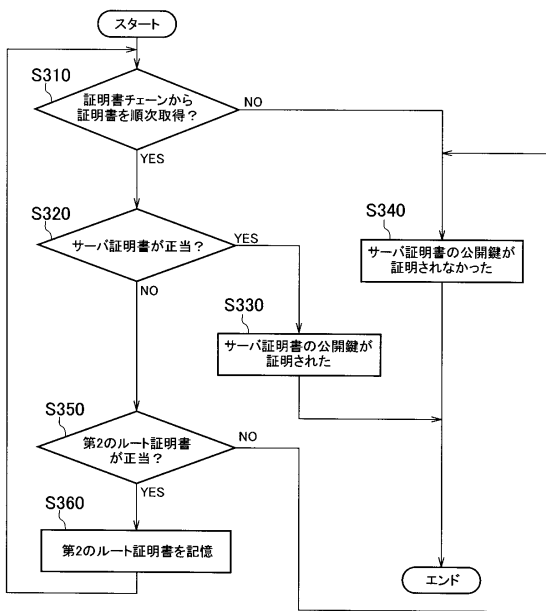 スタート
S310
証明書チェーンから
証明書を順次取得？
NO
YES
S320
サーバ証明書が正当？
YES
NO
S340
サーバ証明書の公開鍵が
証明されなかった
S330
サーバ証明書の公開鍵が
証明された
S350
第2のルート証明書
が正当？
NO
YES
S360
第2のルート証明書を記憶
エンド